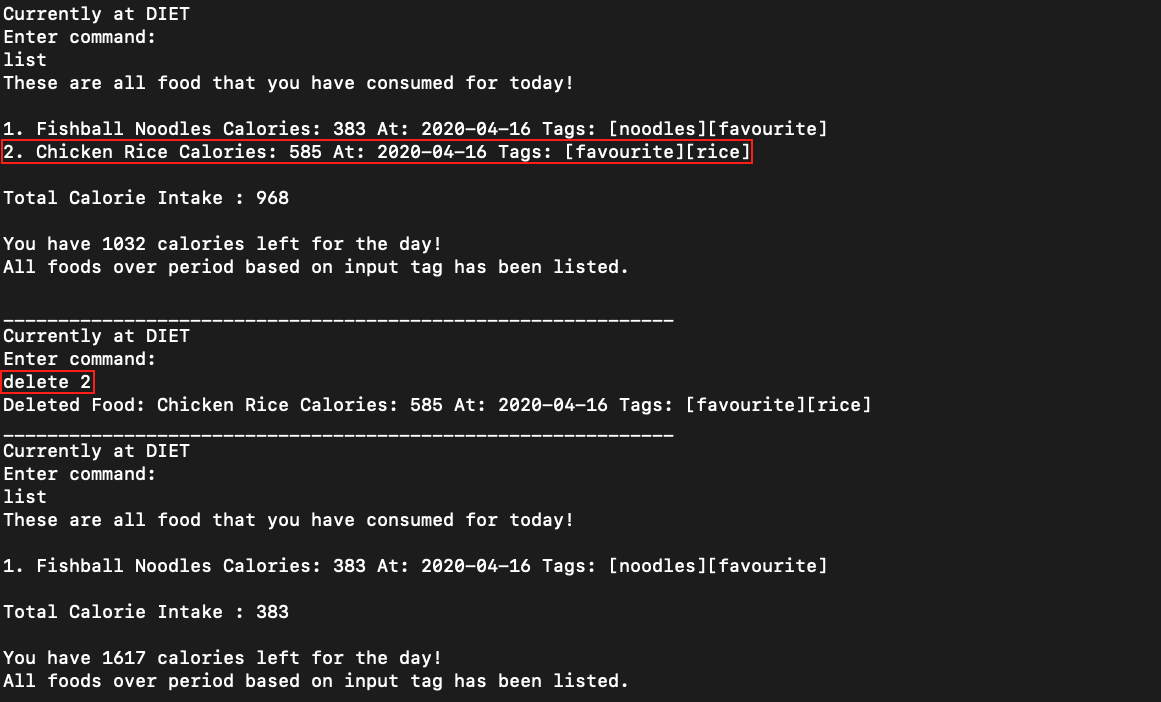 Currently at DIET
Enter command:
list
These are all food that you have consumed for today!
1. Fishball Noodles Calories: 383 At: 2020-04-16 Tags: [noodles][favourite]
2. Chicken Rice Calories: 585 At: 2020-04-16 Tags: [favourite][rice]
Total Calorie Intake : 968
You have 1032 calories left for the day!
All foods over period based on input tag has been listed.
_____________________________________________________________
Currently at DIET
Enter command:
delete 2
Deleted Food: Chicken Rice Calories: 585 At: 2020-04-16 Tags: [favourite][rice]
_____________________________________________________________
Currently at DIET
Enter command:
list
These are all food that you have consumed for today!
1. Fishball Noodles Calories: 383 At: 2020-04-16 Tags: [noodles][favourite]
Total Calorie Intake : 383
You have 1617 calories left for the day!
All foods over period based on input tag has been listed.